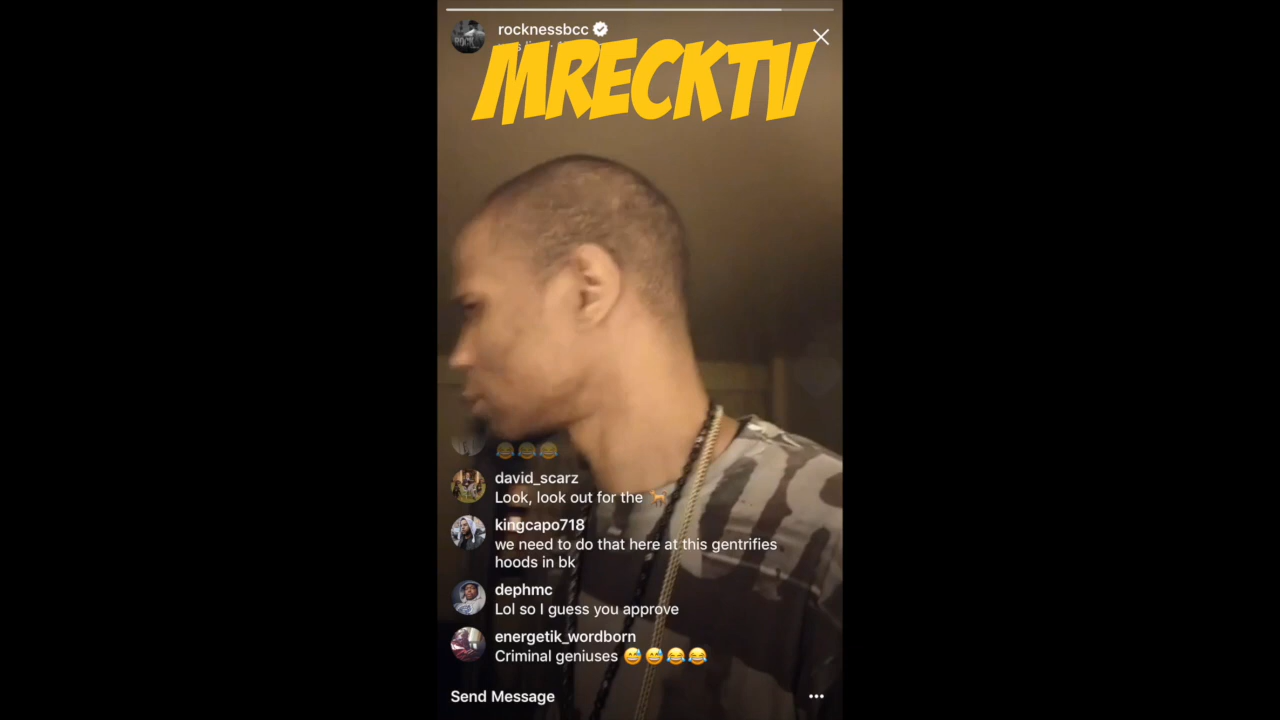 rocknessbcc
MRECKTV
😂😂😂
david_scarz
Look, look out for the 🐕
kingcapo718
we need to do that here at this gentrifies
hoods in bk
dephmc
Lol so I guess you approve
energetik_wordborn
Criminal geniuses 😅😅😂😂
Send Message